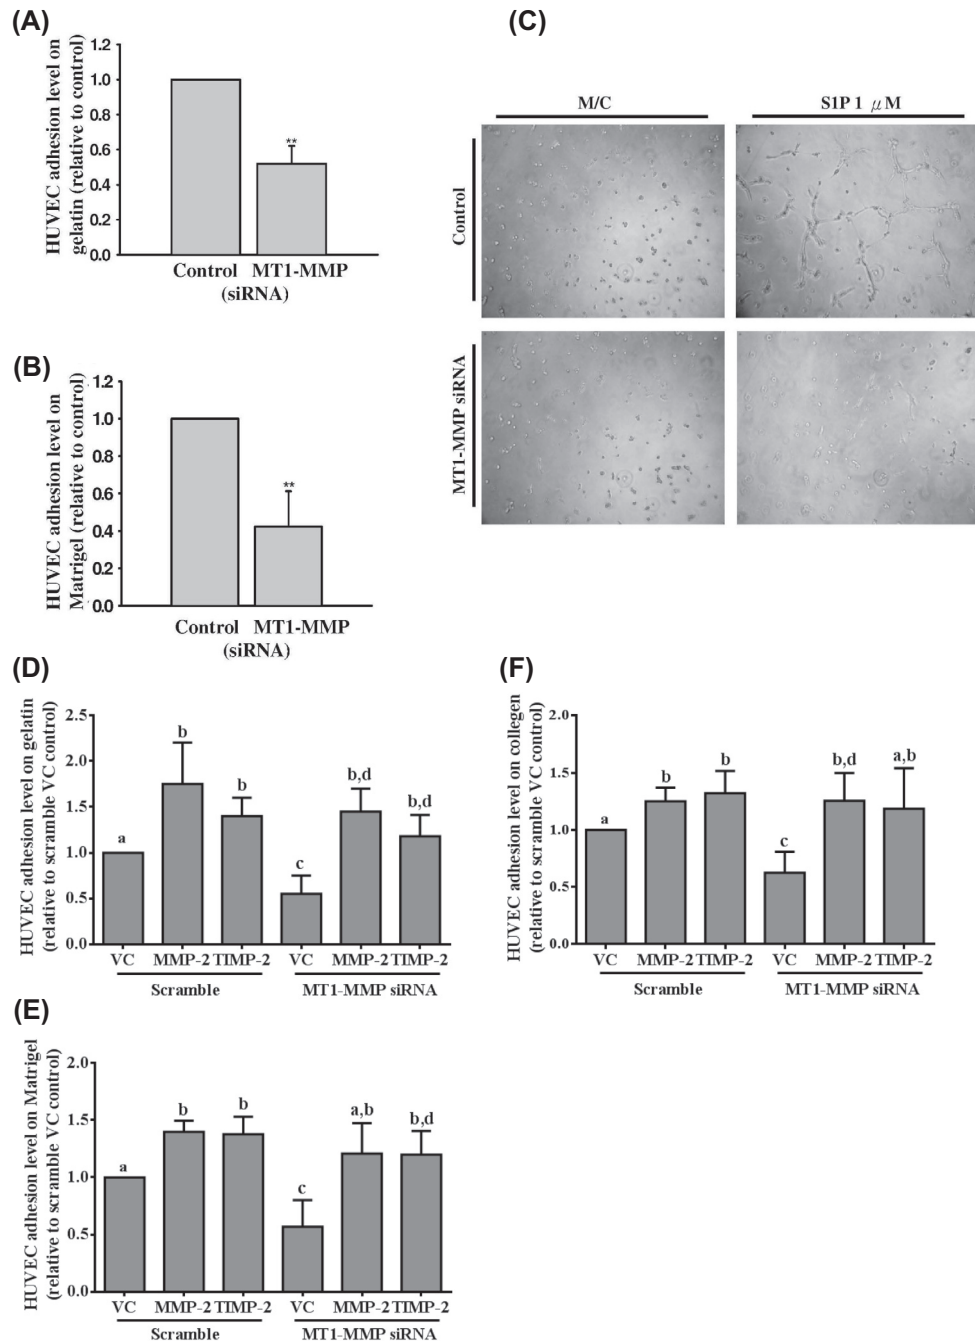 (A)
HUVEC adhesion level on
gelatin (relative to control)
1.2
1.0
0.8
0.6
0.4
0.2
0.0
**
Control MT1-MMP
(siRNA)
(B)
HUVEC adhesion level on
Matrigel (relative to control)
1.2
1.0
0.8
0.6
0.4
0.2
0.0
**
Control MT1-MMP
(siRNA)
(C)
M/C
S1P 1 μM
Control
MT1-MMP siRNA
(D)
HUVEC adhesion level on gelatin
(relative to scramble VC control)
2.5
2.0
1.5
1.0
0.5
0.0
a
b
b
c
b,d
b,d
VC MMP-2 TIMP-2 VC MMP-2 TIMP-2
Scramble MT1-MMP siRNA
(E)
HUVEC adhesion level on Matrigel
(relative to scramble VC control)
2.0
1.5
1.0
0.5
0.0
a
b
b
c
a,b
b,d
VC MMP-2 TIMP-2 VC MMP-2 TIMP-2
Scramble MT1-MMP siRNA
(F)
HUVEC adhesion level on collegen
(relative to scramble VC control)
2.0
1.5
1.0
0.5
0.0
a
b
b
c
b,d
a,b
VC MMP-2 TIMP-2 VC MMP-2 TIMP-2
Scramble MT1-MMP siRNA